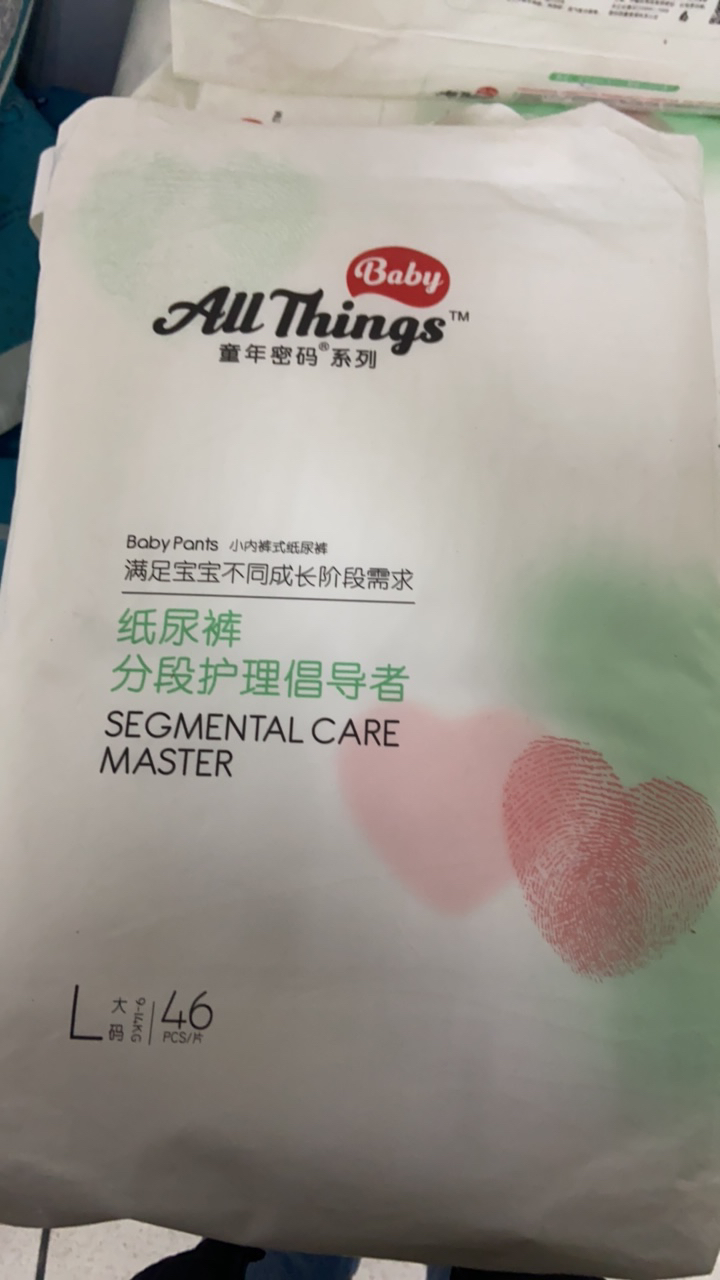 Baby
All Things™
童年密码®系列
Baby Pants 小内裤式纸尿裤
满足宝宝不同成长阶段需求
纸尿裤
分段护理倡导者
SEGMENTAL CARE
MASTER
L 大码 9-14KG 46 PCS/片